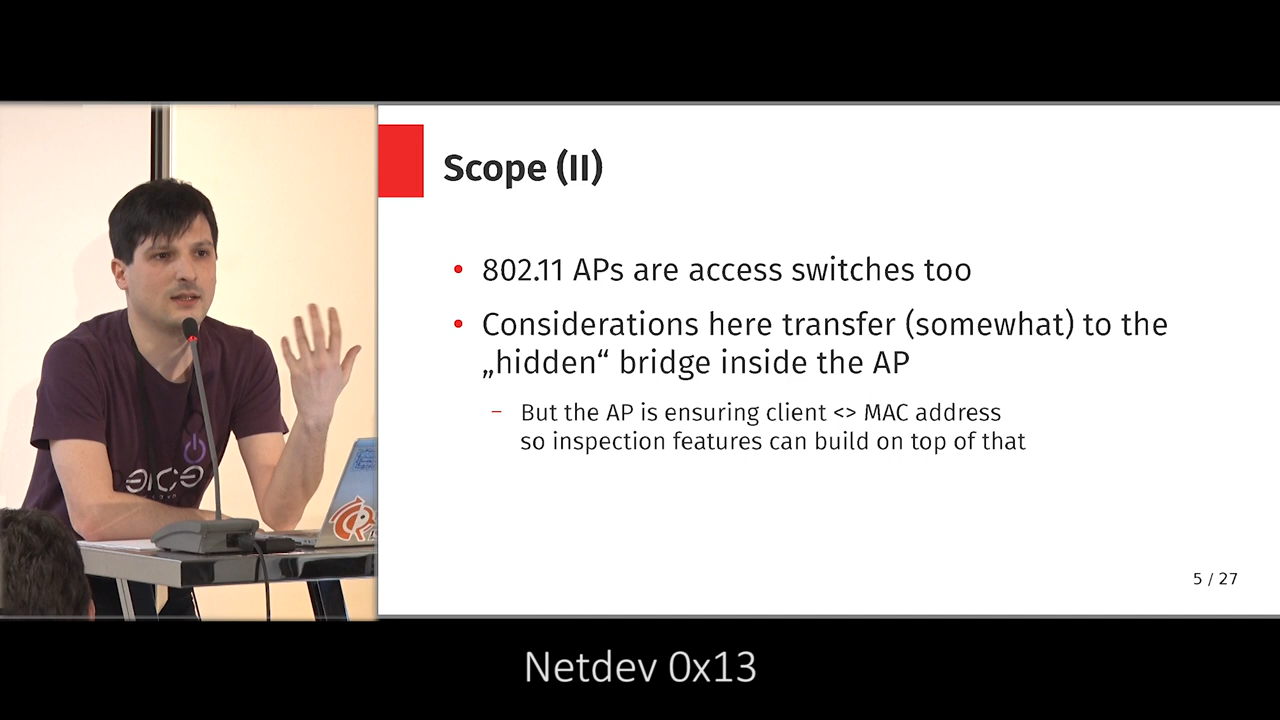 Scope (II)
• 802.11 APs are access switches too
• Considerations here transfer (somewhat) to the
„hidden“ bridge inside the AP
– But the AP is ensuring client <> MAC address
so inspection features can build on top of that
5 / 27
Netdev 0x13